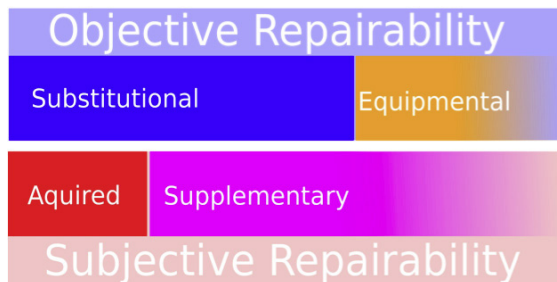 Objective Repairability
Substitutional Equipmental
Aquired Supplementary
Subjective Repairability